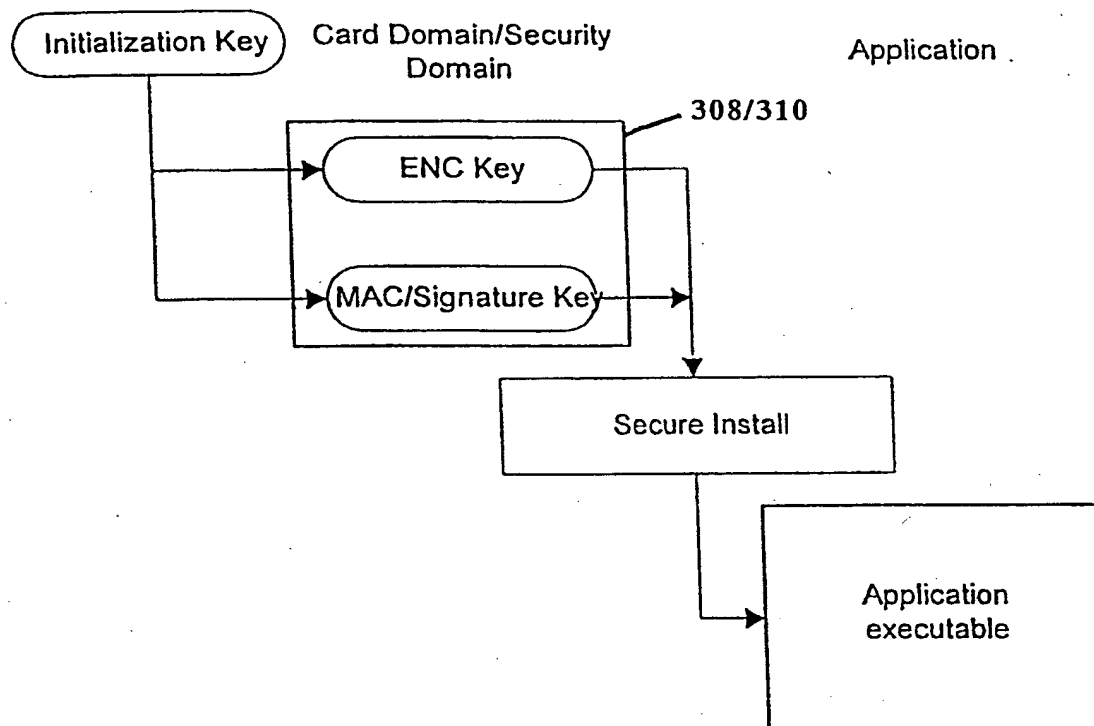 Initialization Key
Card Domain/Security
Domain
Application
308/310
ENC Key
MAC/Signature Key
Secure Install
Application
executable